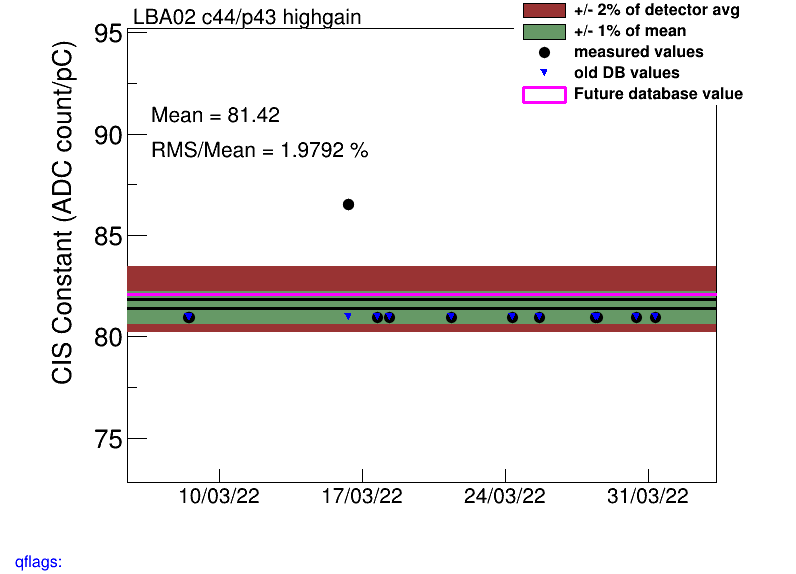 LBA02 c44/p43 highgain
+/- 2% of detector avg
+/- 1% of mean
measured values
old DB values
Future database value
Mean = 81.42
RMS/Mean = 1.9792 %
CIS Constant (ADC count/pC)
95
90
85
80
75
10/03/22
17/03/22
24/03/22
31/03/22
qflags: